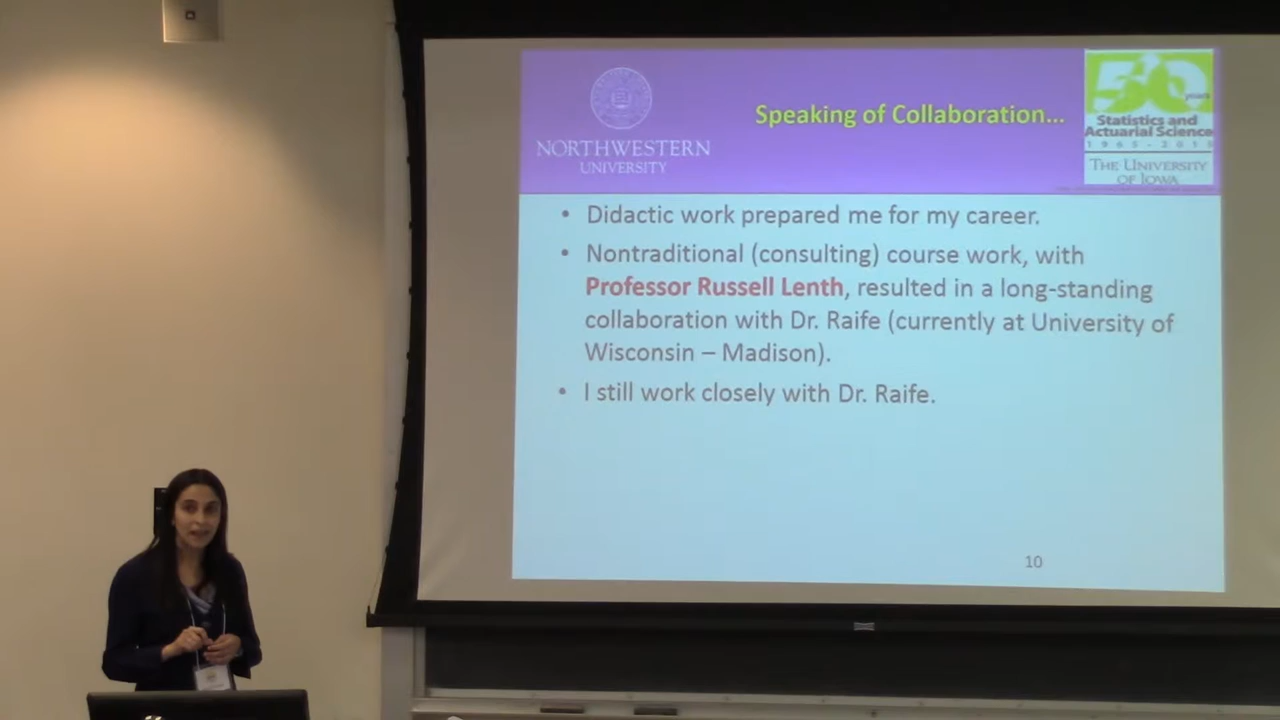 NORTHWESTERN
UNIVERSITY
Speaking of Collaboration...
50 years
Statistics and
Actuarial Science
THE UNIVERSITY
OF IOWA
• Didactic work prepared me for my career.
• Nontraditional (consulting) course work, with
Professor Russell Lenth, resulted in a long-standing
collaboration with Dr. Raife (currently at University of
Wisconsin – Madison).
• I still work closely with Dr. Raife.
10